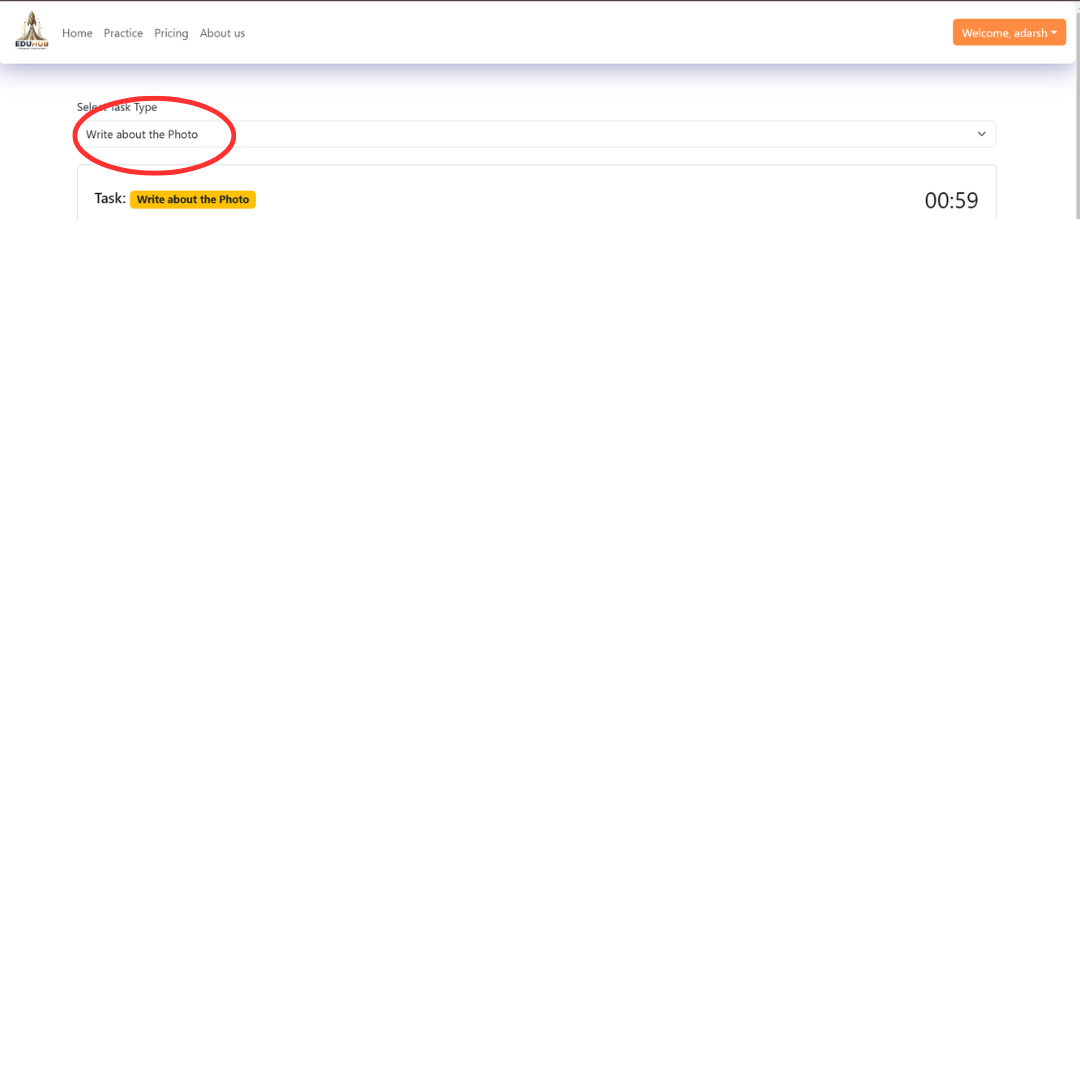 EDUHUB
Home Practice Pricing About us
Welcome, adarsh
Select Task Type
Write about the Photo
Task: Write about the Photo
00:59